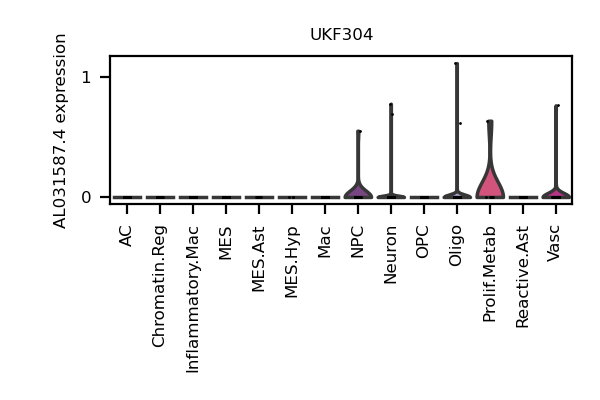 UKF304
AL031587.4 expression
1
0
AC
Chromatin.Reg
Inflammatory.Mac
MES
MES.Ast
MES.Hyp
Mac
NPC
Neuron
OPC
Oligo
Prolif.Metab
Reactive.Ast
Vasc